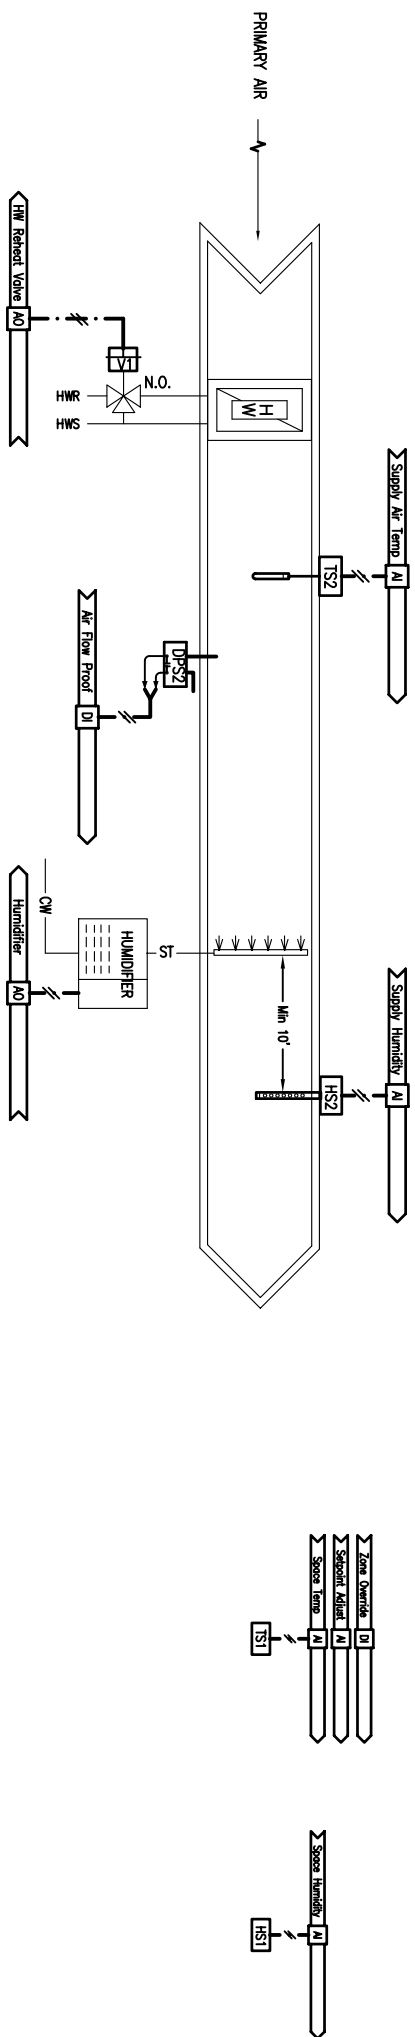 PRIMARY AIR
HW Reheat Valve
AO
V1
N.O.
HWR
HWS
H
W
Supply Air Temp
AI
TS2
DPS2
Air Flow Proof
DI
CW
HUMIDIFIER
ST
Humidifier
AO
Min 10'
Supply Humidity
AI
HS2
Zone Override
DI
Setpoint Adjust
AI
Space Temp
AI
TS1
Space Humidity
AI
HS1